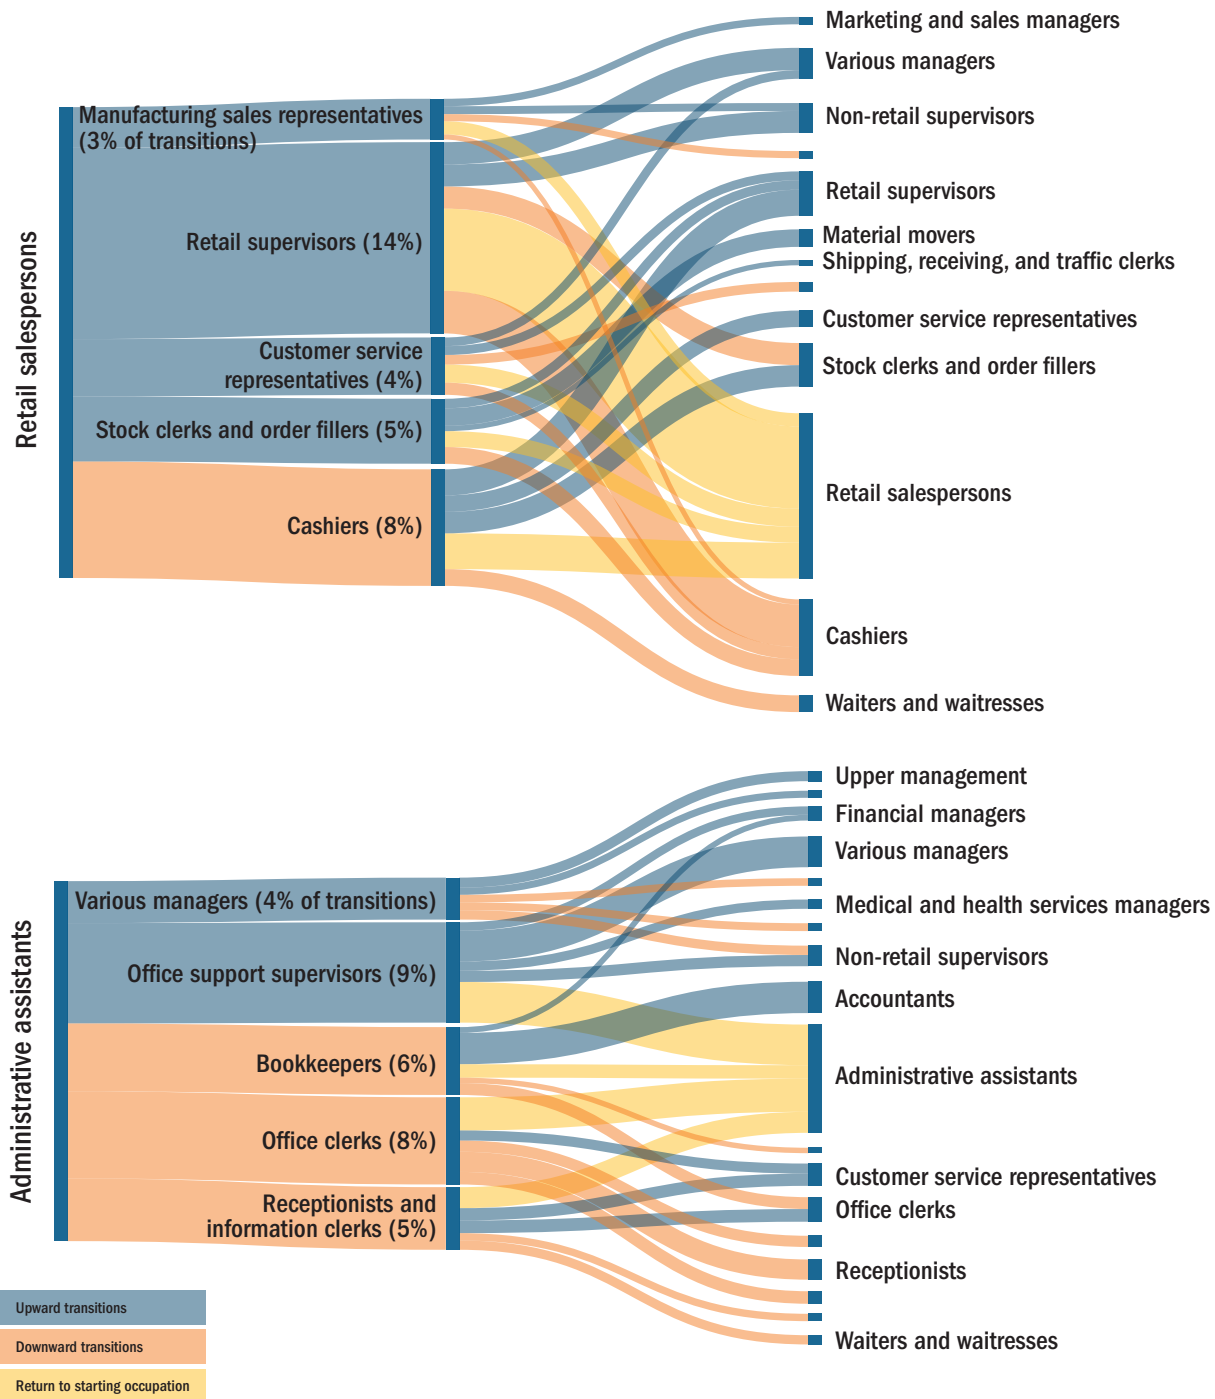 Retail salespersons
Manufacturing sales representatives
(3% of transitions)
Retail supervisors (14%)
Customer service
representatives (4%)
Stock clerks and order fillers (5%)
Cashiers (8%)
Marketing and sales managers
Various managers
Non-retail supervisors
Retail supervisors
Material movers
Shipping, receiving, and traffic clerks
Customer service representatives
Stock clerks and order fillers
Retail salespersons
Cashiers
Waiters and waitresses
Administrative assistants
Various managers (4% of transitions)
Office support supervisors (9%)
Bookkeepers (6%)
Office clerks (8%)
Receptionists and
information clerks (5%)
Upper management
Financial managers
Various managers
Medical and health services managers
Non-retail supervisors
Accountants
Administrative assistants
Customer service representatives
Office clerks
Receptionists
Waiters and waitresses
Upward transitions
Downward transitions
Return to starting occupation